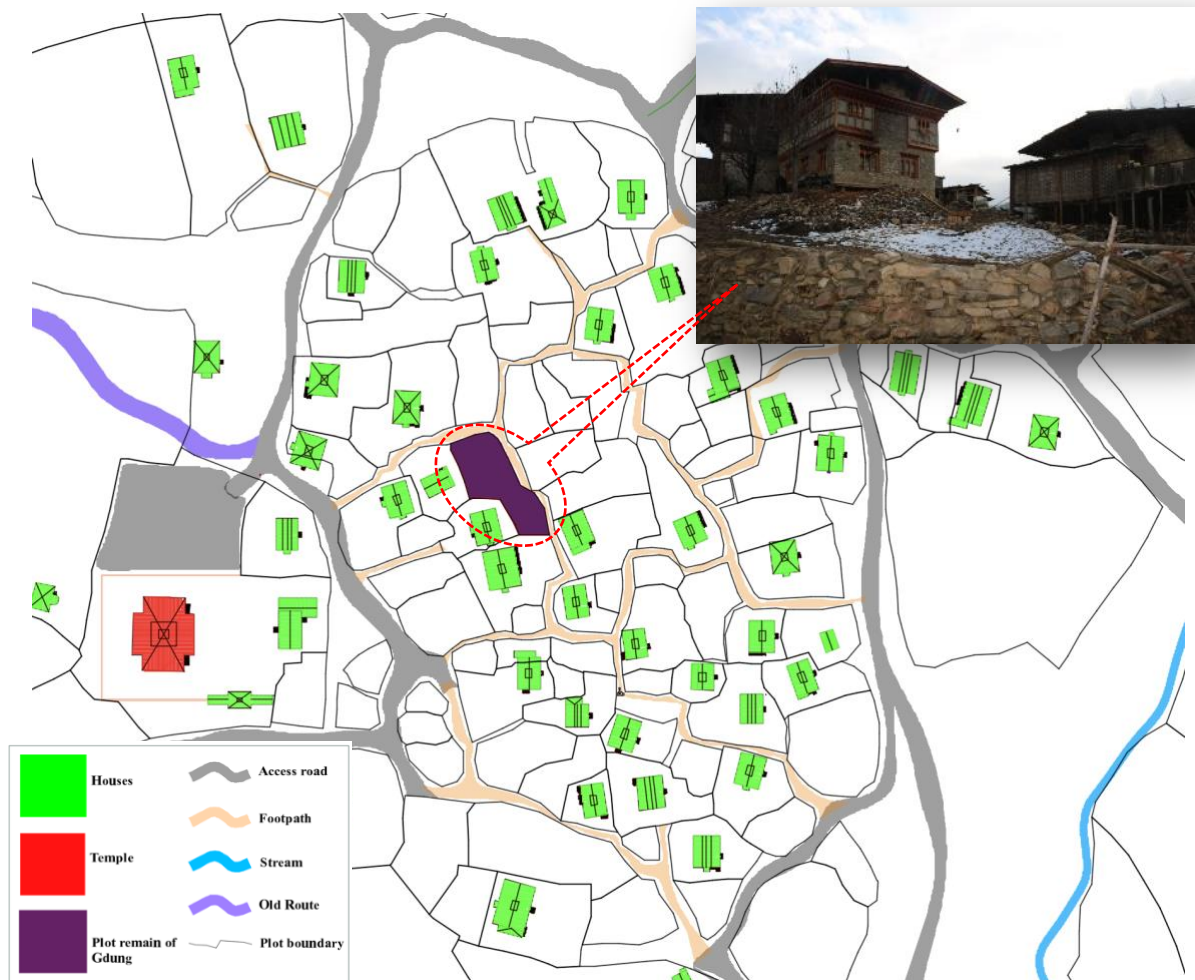 Houses
Temple
Plot remain of
Gdung
Access road
Footpath
Stream
Old Route
Plot boundary